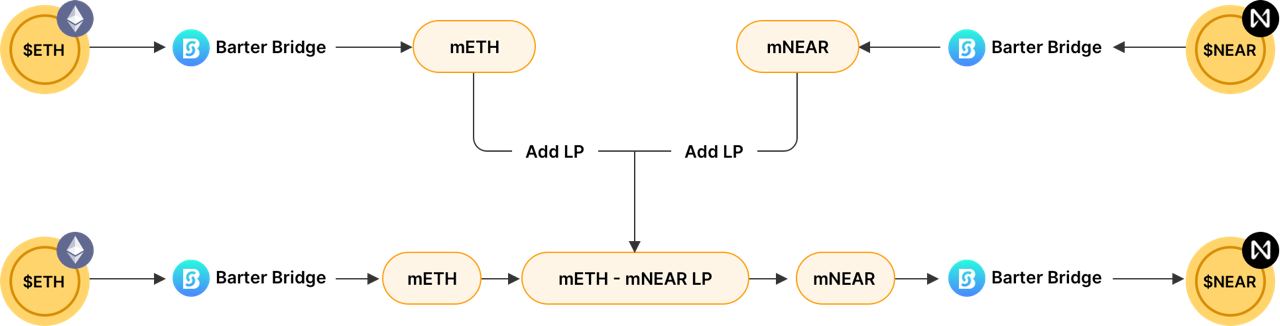 $ETH
Barter Bridge
mETH
mNEAR
Barter Bridge
$NEAR
Add LP
Add LP
$ETH
Barter Bridge
mETH
mETH - mNEAR LP
mNEAR
Barter Bridge
$NEAR